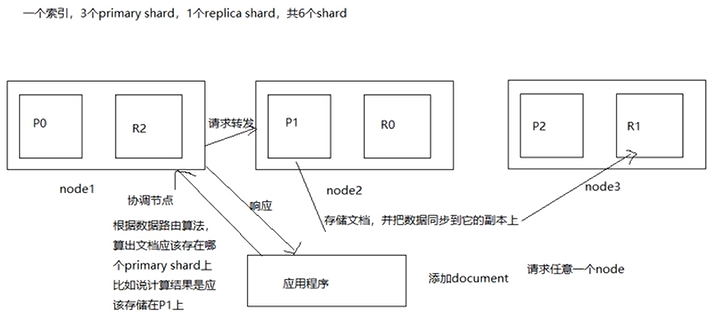 一个索引，3个primary shard，1个replica shard，共6个shard
P0
R2
请求转发
P1
R0
P2
R1
node1
node2
node3
协调节点
响应
存储文档，并把数据同步到它的副本上
根据数据路由算法，
算出文档应该存在哪
个primary shard上
比如说计算结果是应
该存储在P1上
应用程序
添加document
请求任意一个node